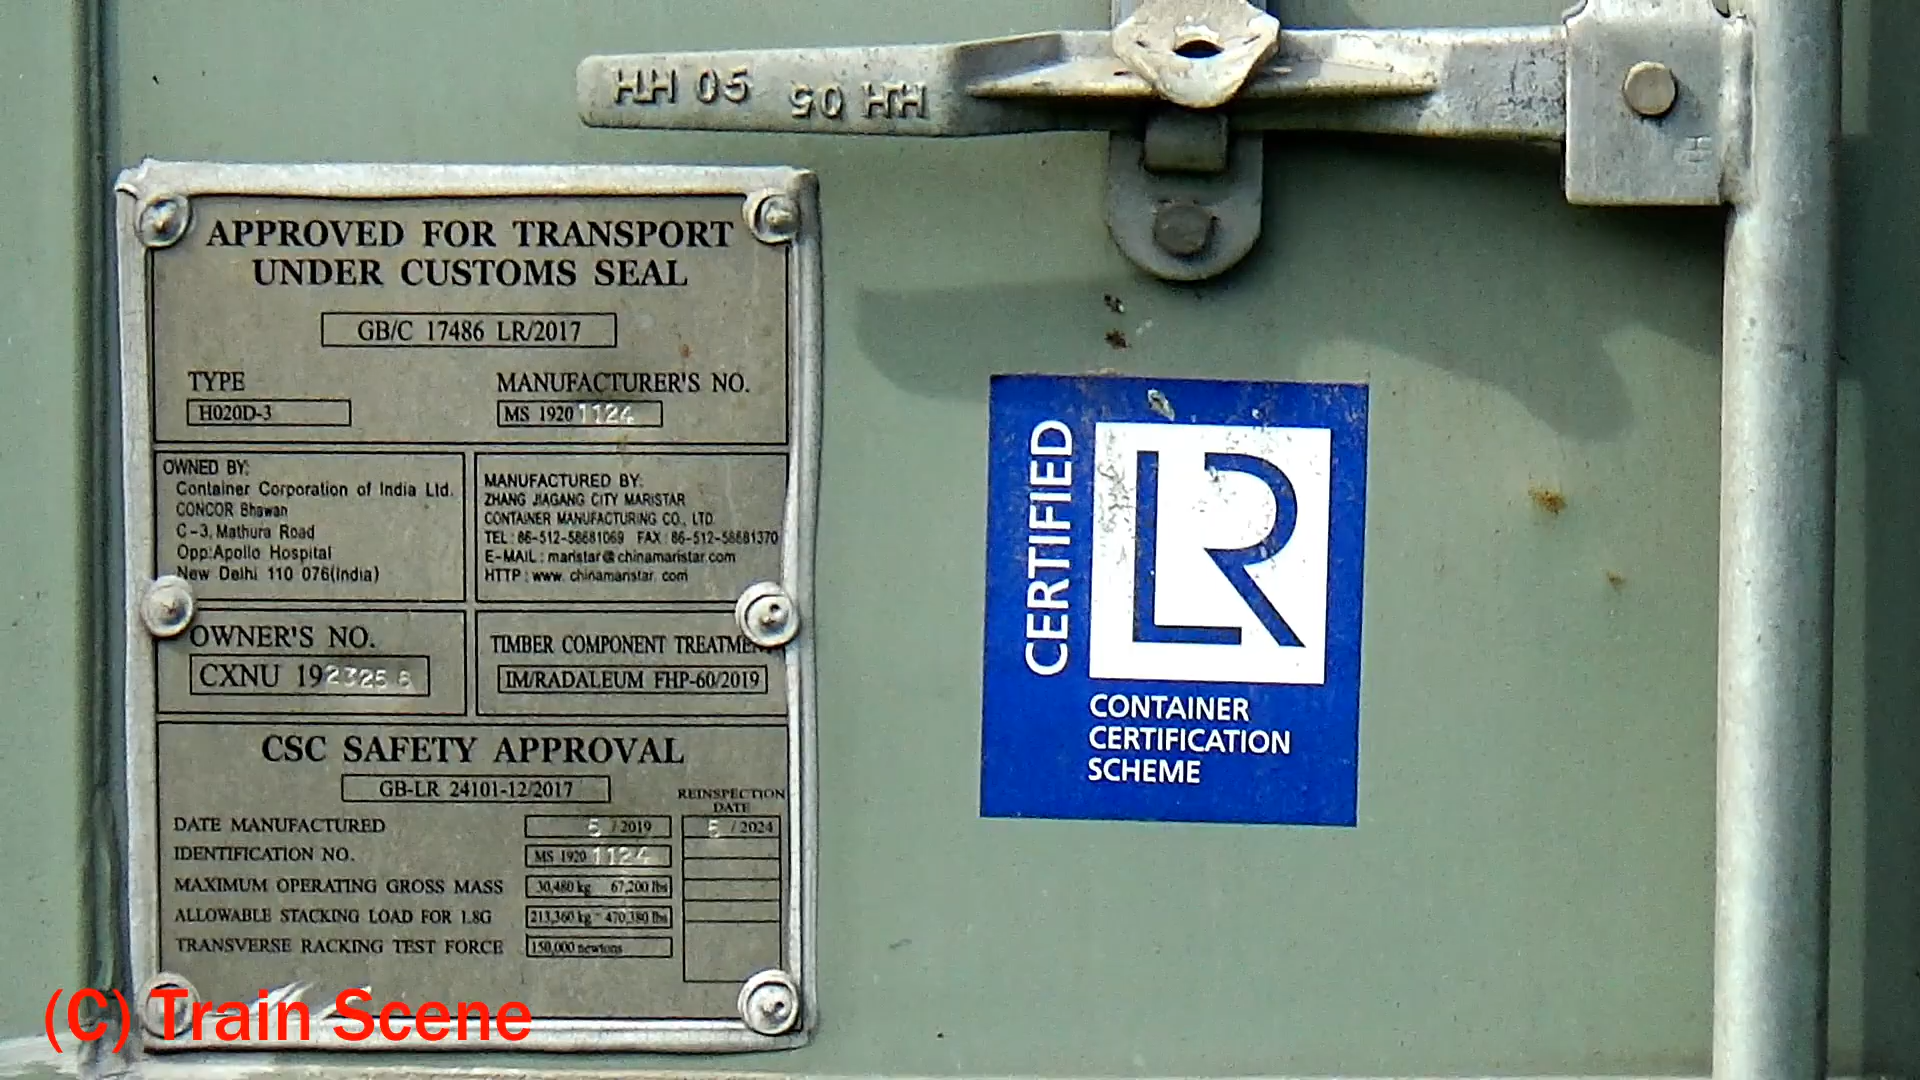 HH 05 HH 05
APPROVED FOR TRANSPORT
UNDER CUSTOMS SEAL
GB/C 17486 LR/2017
TYPE
H020D-3
MANUFACTURER'S NO.
MS 1920 1124
OWNED BY:
Container Corporation of India Ltd.
CONCOR Bhawan
C-3, Mathura Road
Opp:Apollo Hospital
New Delhi 110 076(India)
MANUFACTURED BY:
ZHANG JIAGANG CITY MARISTAR
CONTAINER MANUFACTURING CO., LTD.
TEL : 86-512-58681069 FAX : 86-512-58681370
E-MAIL : maristar@chinamaristar.com
HTTP : www. chinamaristar. com
OWNER'S NO.
CXNU 192325 6
TIMBER COMPONENT TREATMENT
IM/RADALEUM FHP-60/2019
CSC SAFETY APPROVAL
GB-LR 24101-12/2017
REINSPECTION
DATE
DATE MANUFACTURED 5 / 2019 5 / 2024
IDENTIFICATION NO. MS 1920 1124
MAXIMUM OPERATING GROSS MASS 30,480 kg 67,200 lbs
ALLOWABLE STACKING LOAD FOR 1.8G 213,360 kg 470,380 lbs
TRANSVERSE RACKING TEST FORCE 150,000 newtons
CERTIFIED
LR
CONTAINER
CERTIFICATION
SCHEME
(C) Train Scene